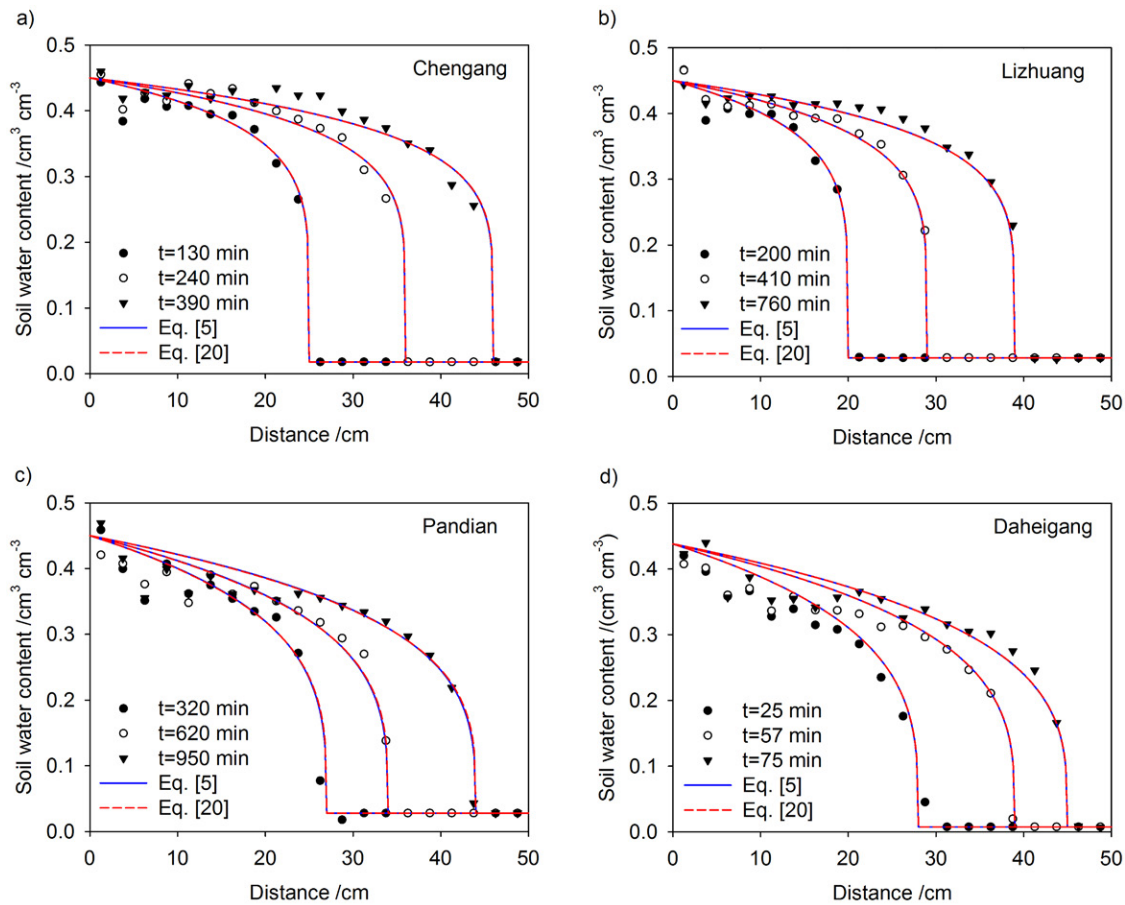 a)
Chengang
Soil water content /cm³ cm⁻³
0.5
0.4
0.3
0.2
0.1
0.0
t=130 min
t=240 min
t=390 min
Eq. [5]
Eq. [20]
0 10 20 30 40 50
Distance /cm
b)
Lizhuang
Soil water content /cm³ cm⁻³
0.5
0.4
0.3
0.2
0.1
0.0
t=200 min
t=410 min
t=760 min
Eq. [5]
Eq. [20]
0 10 20 30 40 50
Distance /cm
c)
Pandian
Soil water content /cm³ cm⁻³
0.5
0.4
0.3
0.2
0.1
0.0
t=320 min
t=620 min
t=950 min
Eq. [5]
Eq. [20]
0 10 20 30 40 50
Distance /cm
d)
Daheigang
Soil water content /(cm³ cm⁻³)
0.5
0.4
0.3
0.2
0.1
0.0
t=25 min
t=57 min
t=75 min
Eq. [5]
Eq. [20]
0 10 20 30 40 50
Distance /cm